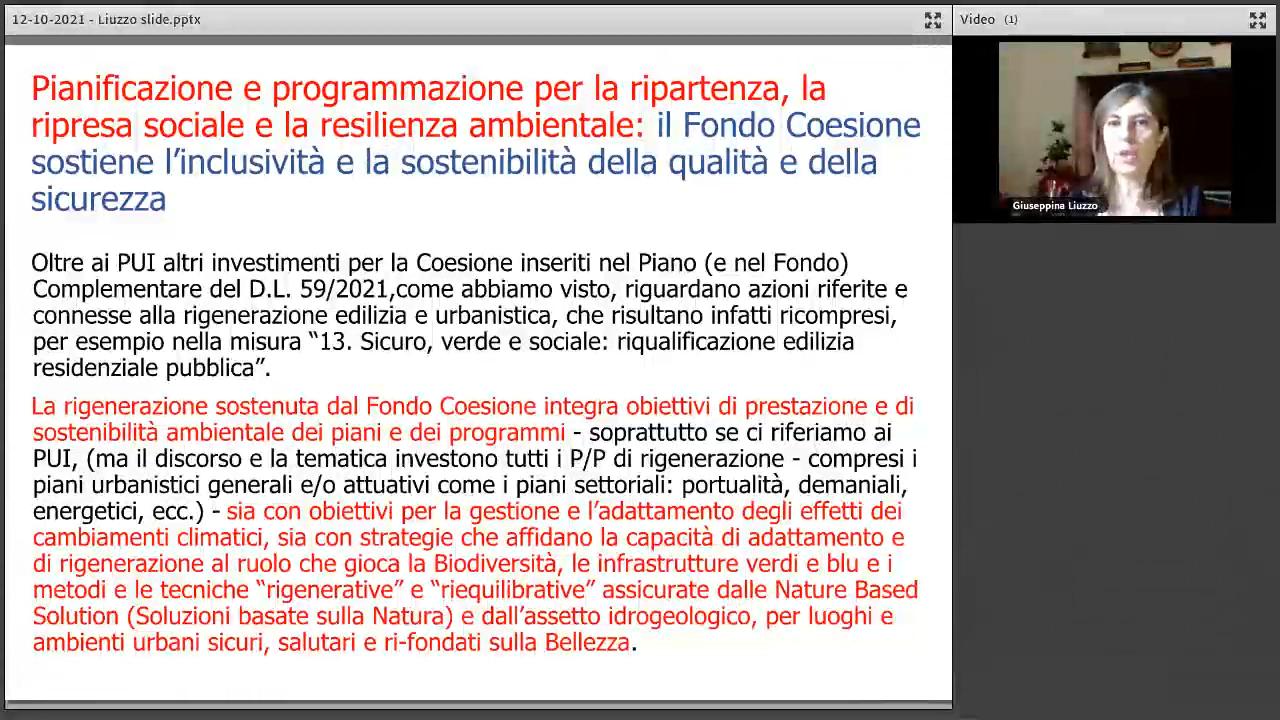 12-10-2021 - Liuzzo slide.pptx
Video (1)
Pianificazione e programmazione per la ripartenza, la
ripresa sociale e la resilienza ambientale: il Fondo Coesione
sostiene l’inclusività e la sostenibilità della qualità e della
sicurezza
Giuseppina Liuzzo
Oltre ai PUI altri investimenti per la Coesione inseriti nel Piano (e nel Fondo)
Complementare del D.L. 59/2021,come abbiamo visto, riguardano azioni riferite e
connesse alla rigenerazione edilizia e urbanistica, che risultano infatti ricompresi,
per esempio nella misura “13. Sicuro, verde e sociale: riqualificazione edilizia
residenziale pubblica”.
La rigenerazione sostenuta dal Fondo Coesione integra obiettivi di prestazione e di
sostenibilità ambientale dei piani e dei programmi - soprattutto se ci riferiamo ai
PUI, (ma il discorso e la tematica investono tutti i P/P di rigenerazione - compresi i
piani urbanistici generali e/o attuativi come i piani settoriali: portualità, demaniali,
energetici, ecc.) - sia con obiettivi per la gestione e l’adattamento degli effetti dei
cambiamenti climatici, sia con strategie che affidano la capacità di adattamento e
di rigenerazione al ruolo che gioca la Biodiversità, le infrastrutture verdi e blu e i
metodi e le tecniche “rigenerative” e “riequilibrative” assicurate dalle Nature Based
Solution (Soluzioni basate sulla Natura) e dall’assetto idrogeologico, per luoghi e
ambienti urbani sicuri, salutari e ri-fondati sulla Bellezza.